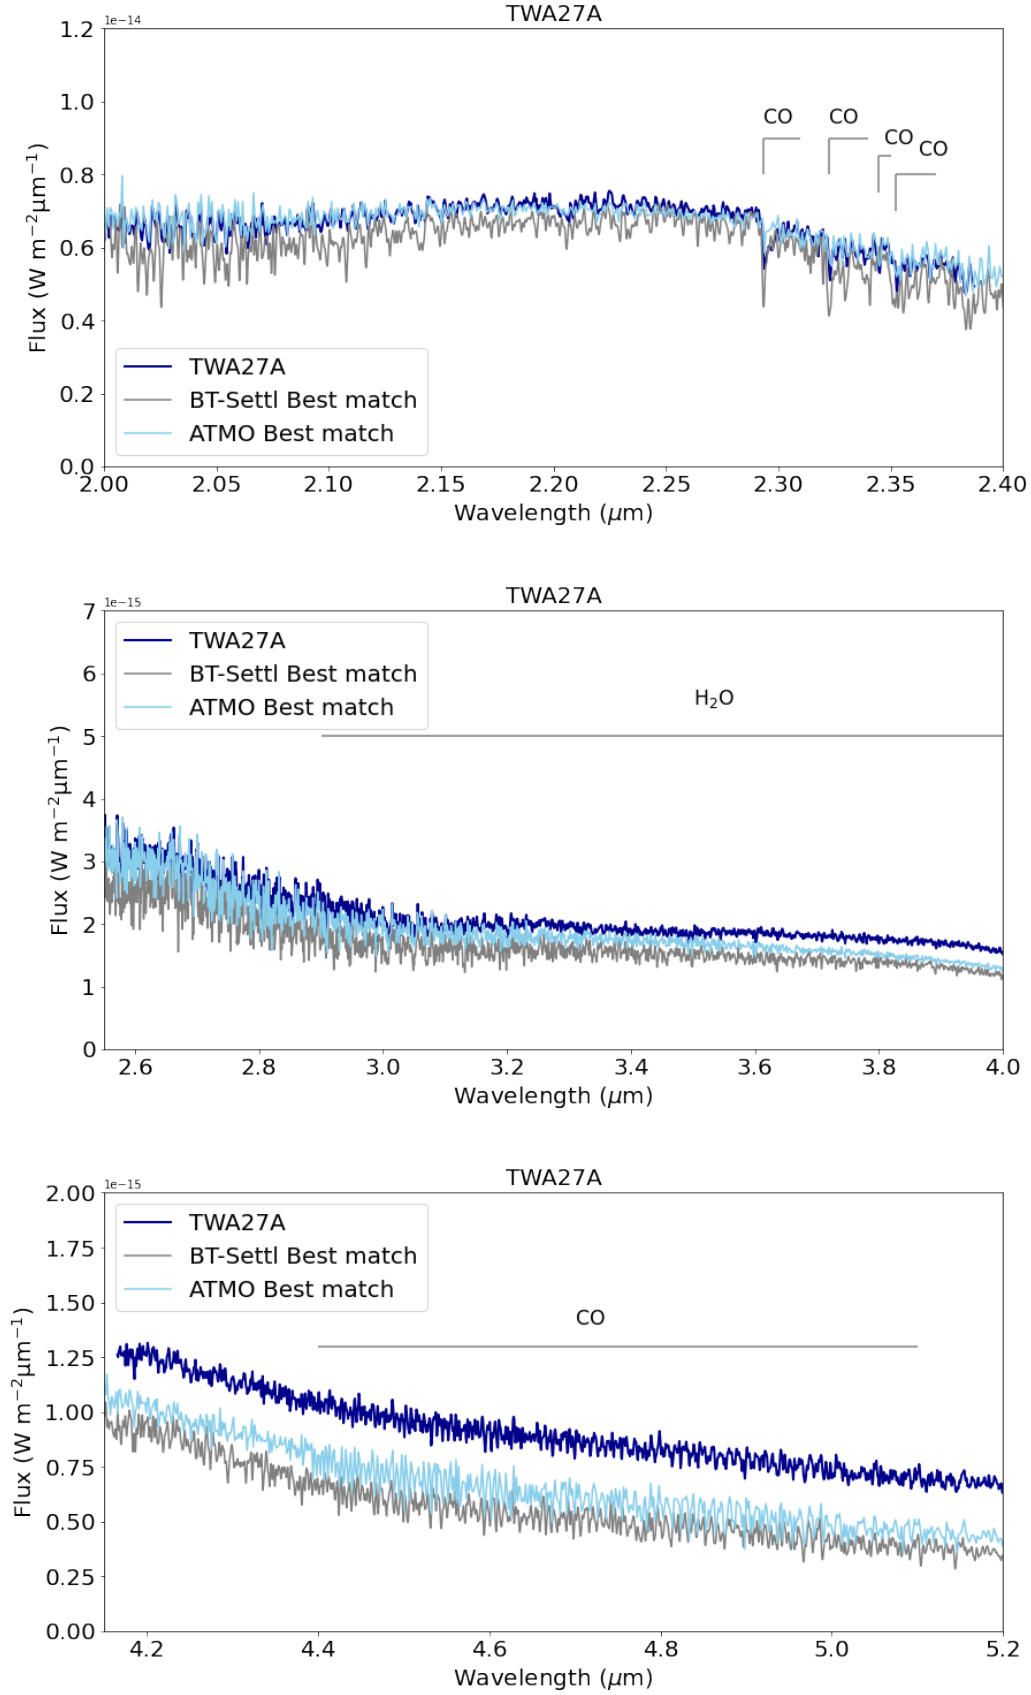 TWA27A
1e−14
1.2
1.0
0.8
0.6
0.4
0.2
0.0
Flux (W m−2μm−1)
CO
CO
CO
CO
TWA27A
BT-Settl Best match
ATMO Best match
2.00 2.05 2.10 2.15 2.20 2.25 2.30 2.35 2.40
Wavelength (μm)
TWA27A
1e−15
7
6
5
4
3
2
1
0
Flux (W m−2μm−1)
TWA27A
BT-Settl Best match
ATMO Best match
H2O
2.6 2.8 3.0 3.2 3.4 3.6 3.8 4.0
Wavelength (μm)
TWA27A
1e−15
2.00
1.75
1.50
1.25
1.00
0.75
0.50
0.25
0.00
Flux (W m−2μm−1)
TWA27A
BT-Settl Best match
ATMO Best match
CO
4.2 4.4 4.6 4.8 5.0 5.2
Wavelength (μm)